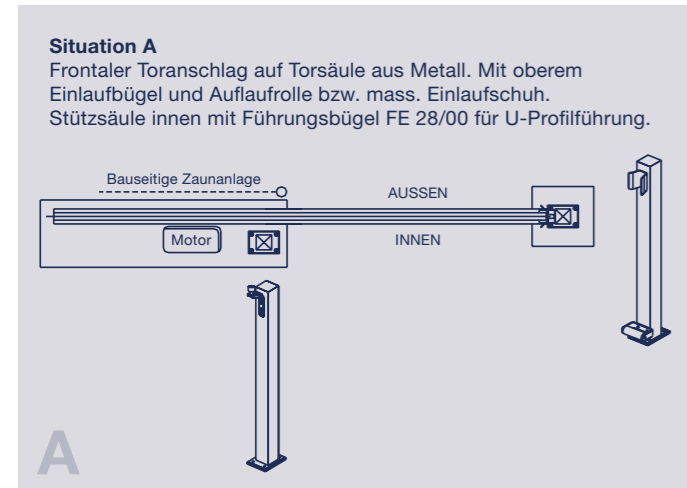 Situation A
Frontaler Toranschlag auf Torsäule aus Metall. Mit oberem
Einlaufbügel und Auflaufrolle bzw. mass. Einlaufschuh.
Stützsäule innen mit Führungsbügel FE 28/00 für U-Profilführung.
Bauseitige Zaunanlage
AUSSEN
Motor
INNEN
A